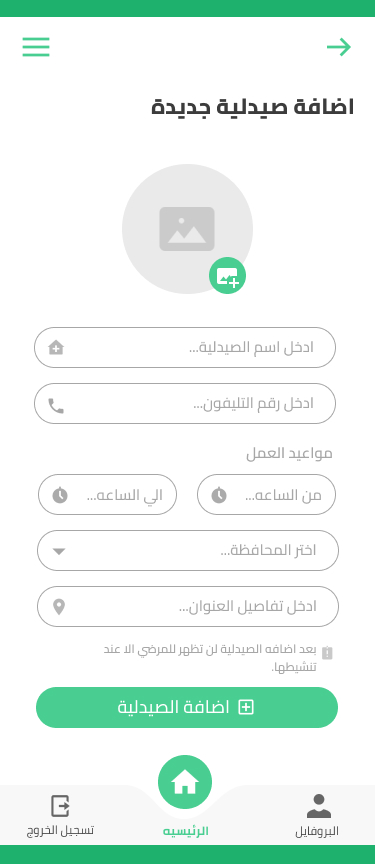 اضافة صيدلية جديدة
ادخل اسم الصيدلية...
ادخل رقم التليفون...
مواعيد العمل
من الساعه...
الي الساعه...
اختر المحافظة...
ادخل تفاصيل العنوان...
بعد اضافه الصيدلية لن تظهر للمرضي الا عند
تنشيطها.
اضافة الصيدلية
البروفايل
الرئيسيه
تسجيل الخروج